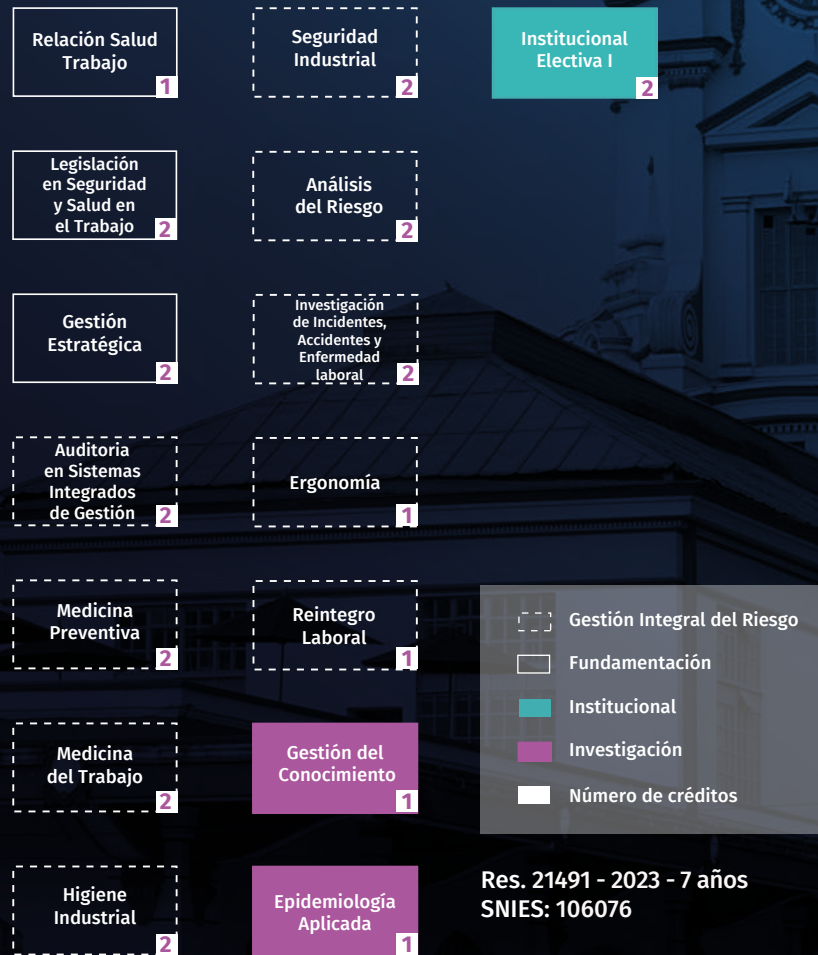 Relación Salud
Trabajo
1
Legislación
en Seguridad
y Salud en
el Trabajo
2
Gestión
Estratégica
2
Auditoria
en Sistemas
Integrados
de Gestión
2
Medicina
Preventiva
2
Medicina
del Trabajo
2
Higiene
Industrial
2
Seguridad
Industrial
2
Análisis
del Riesgo
2
Investigación
de Incidentes,
Accidentes y
Enfermedad
laboral
2
Ergonomía
1
Reintegro
Laboral
1
Gestión del
Conocimiento
1
Epidemiología
Aplicada
1
Institucional
Electiva I
2
Gestión Integral del Riesgo
Fundamentación
Institucional
Investigación
Número de créditos
Res. 21491 - 2023 - 7 años
SNIES: 106076